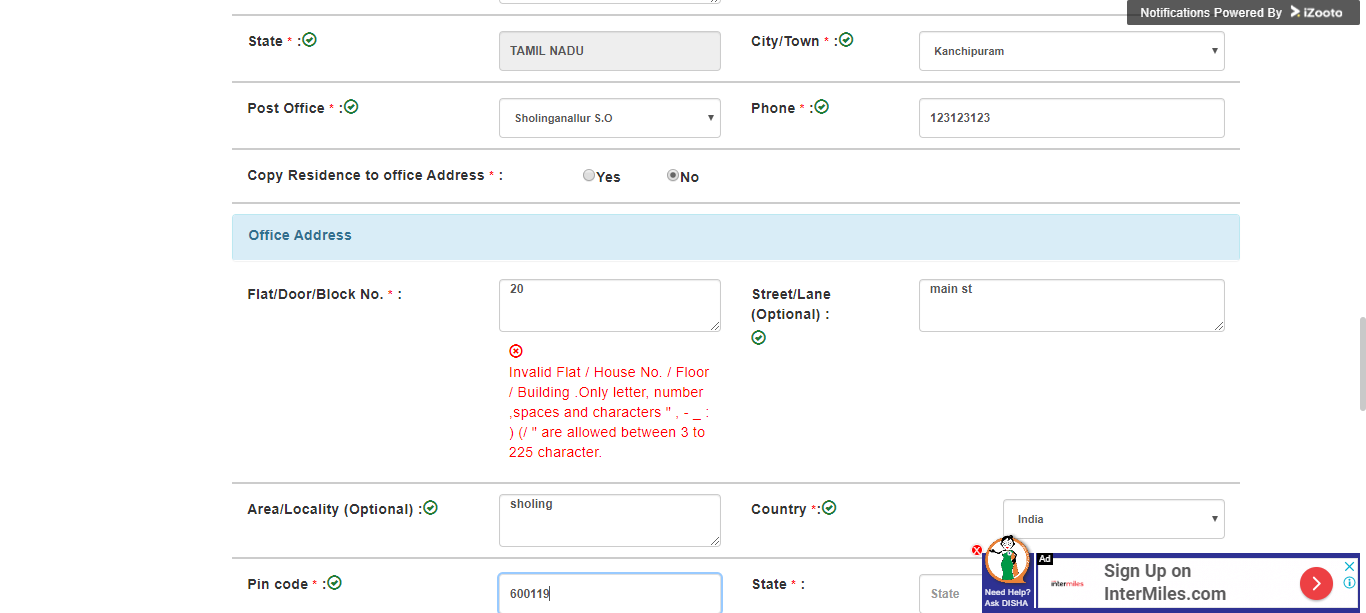 Notifications Powered By iZooto
State * :
TAMIL NADU
City/Town * :
Kanchipuram
Post Office * :
Sholinganallur S.O
Phone * :
123123123
Copy Residence to office Address * :
Yes
No
Office Address
Flat/Door/Block No. * :
20
Street/Lane
(Optional) :
main st
Invalid Flat / House No. / Floor
/ Building .Only letter, number
,spaces and characters " , - _ :
) (/ " are allowed between 3 to
225 character.
Area/Locality (Optional) :
sholing
Country *:
India
Pin code * :
600119
State * :
State
Need Help?
Ask DISHA
Ad
intermiles
Sign Up on
InterMiles.com